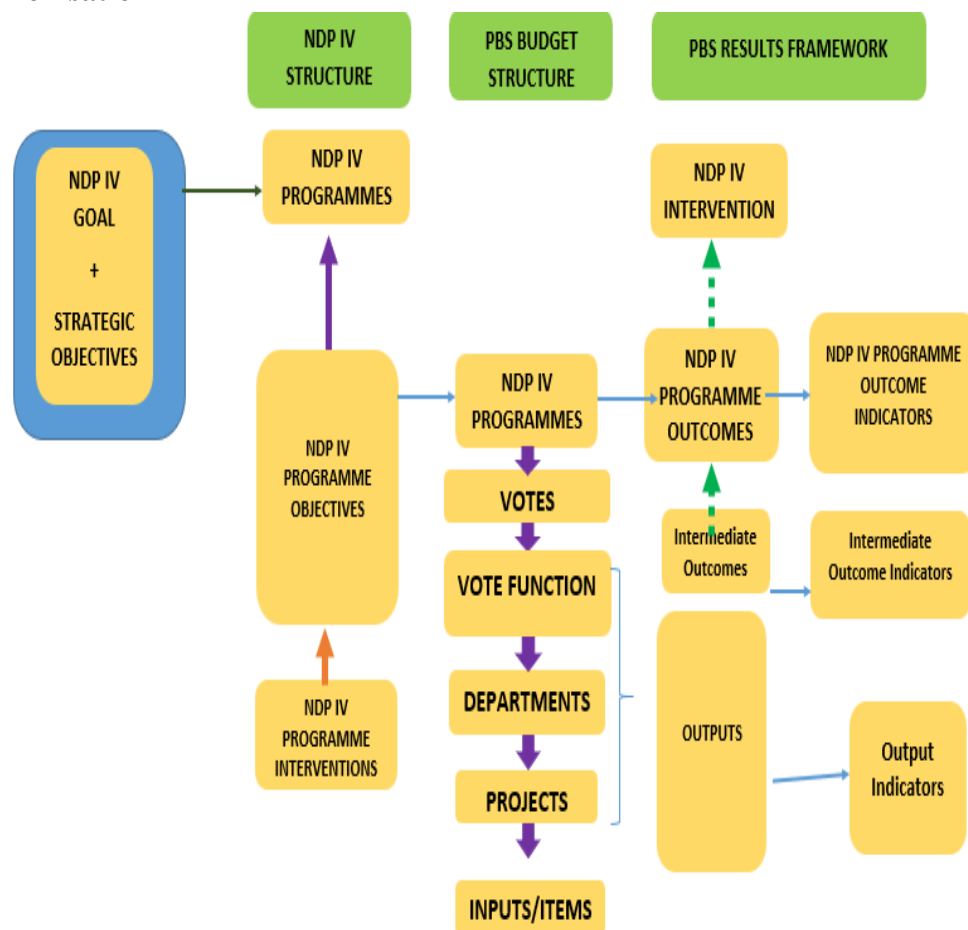 NDP IV
STRUCTURE
PBS BUDGET
STRUCTURE
PBS RESULTS FRAMEWORK
NDP IV
GOAL
+
STRATEGIC
OBJECTIVES
NDP IV
PROGRAMMES
NDP IV
PROGRAMME
OBJECTIVES
NDP IV
PROGRAMME
INTERVENTIONS
NDP IV
PROGRAMMES
VOTES
VOTE FUNCTION
DEPARTMENTS
PROJECTS
INPUTS/ITEMS
NDP IV
INTERVENTION
NDP IV
PROGRAMME
OUTCOMES
NDP IV PROGRAMME
OUTCOME
INDICATORS
Intermediate
Outcomes
Intermediate
Outcome Indicators
OUTPUTS
Output
Indicators